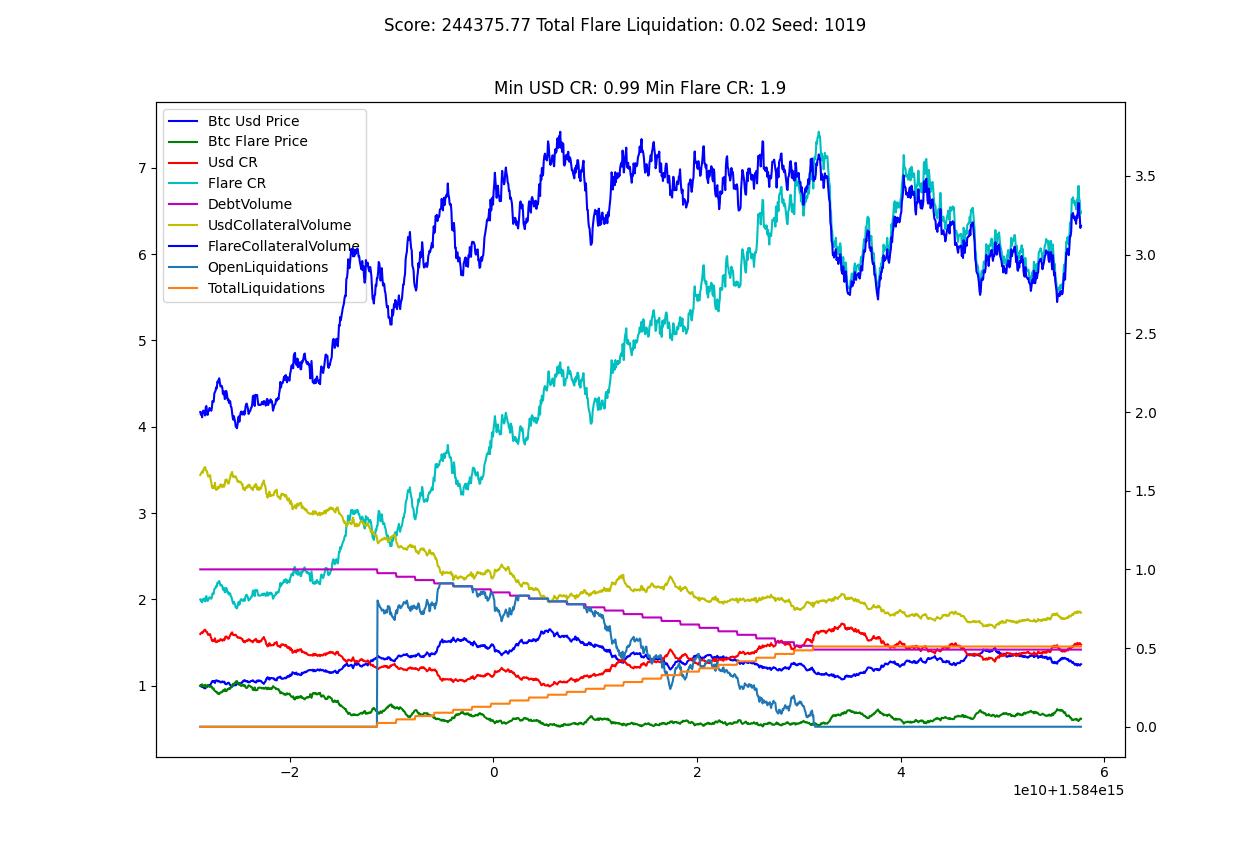 Score: 244375.77 Total Flare Liquidation: 0.02 Seed: 1019
Min USD CR: 0.99 Min Flare CR: 1.9
Btc Usd Price
Btc Flare Price
Usd CR
Flare CR
DebtVolume
UsdCollateralVolume
FlareCollateralVolume
OpenLiquidations
TotalLiquidations
7
6
5
4
3
2
1
3.5
3.0
2.5
2.0
1.5
1.0
0.5
0.0
−2 0 2 4 6
1e10+1.584e15